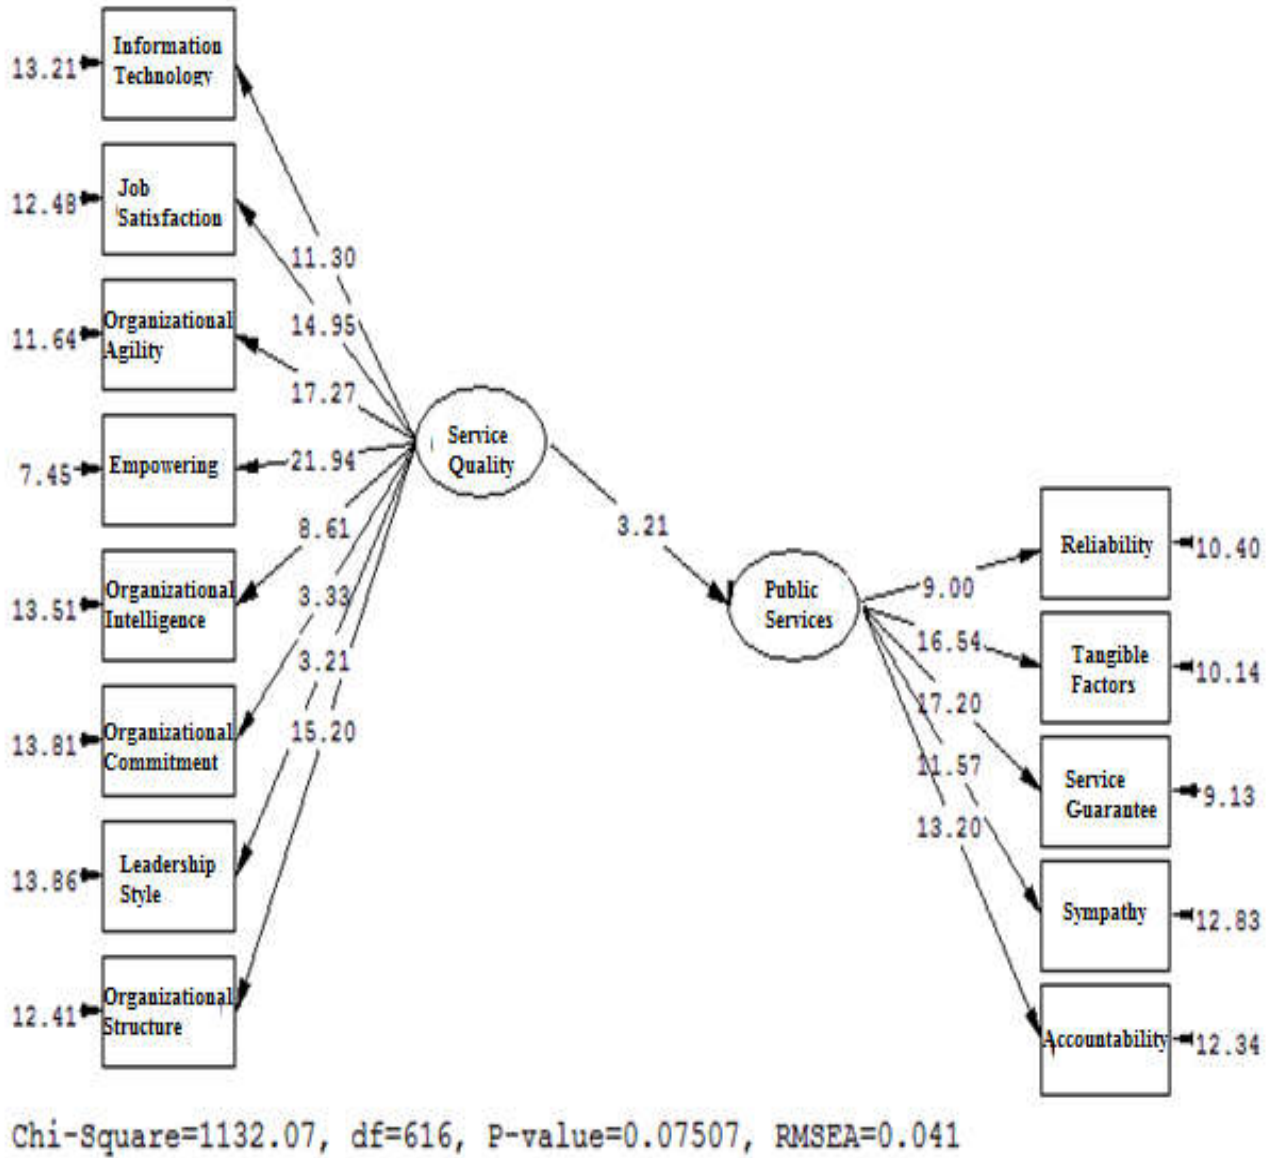 Information
Technology
13.21
Job
Satisfaction
12.48
11.30
Organizational
Agility
11.64
14.95
17.27
Empowering
7.45
21.94
Service
Quality
8.61
3.21
Organizational
Intelligence
13.51
3.33
3.21
Organizational
Commitment
13.81
15.20
Leadership
Style
13.86
Organizational
Structure
12.41
Public
Services
Reliability
10.40
9.00
Tangible
Factors
10.14
16.54
17.20
Service
Guarantee
9.13
11.57
13.20
Sympathy
12.83
Accountability
12.34
Chi-Square=1132.07, df=616, P-value=0.07507, RMSEA=0.041